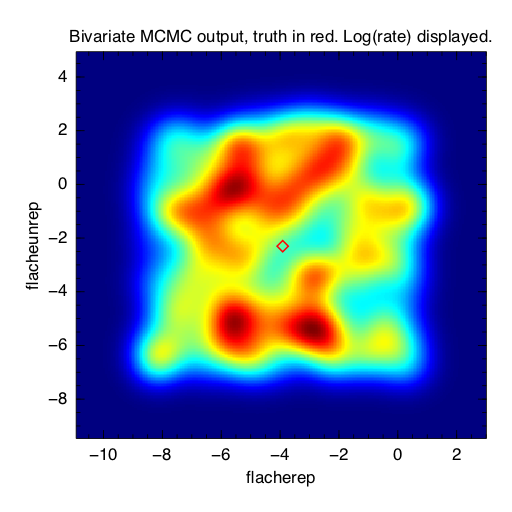 Bivariate MCMC output, truth in red. Log(rate) displayed.
4
2
0
−2
−4
−6
−8
flacheunrep
−10 −8 −6 −4 −2 0 2
flacherep